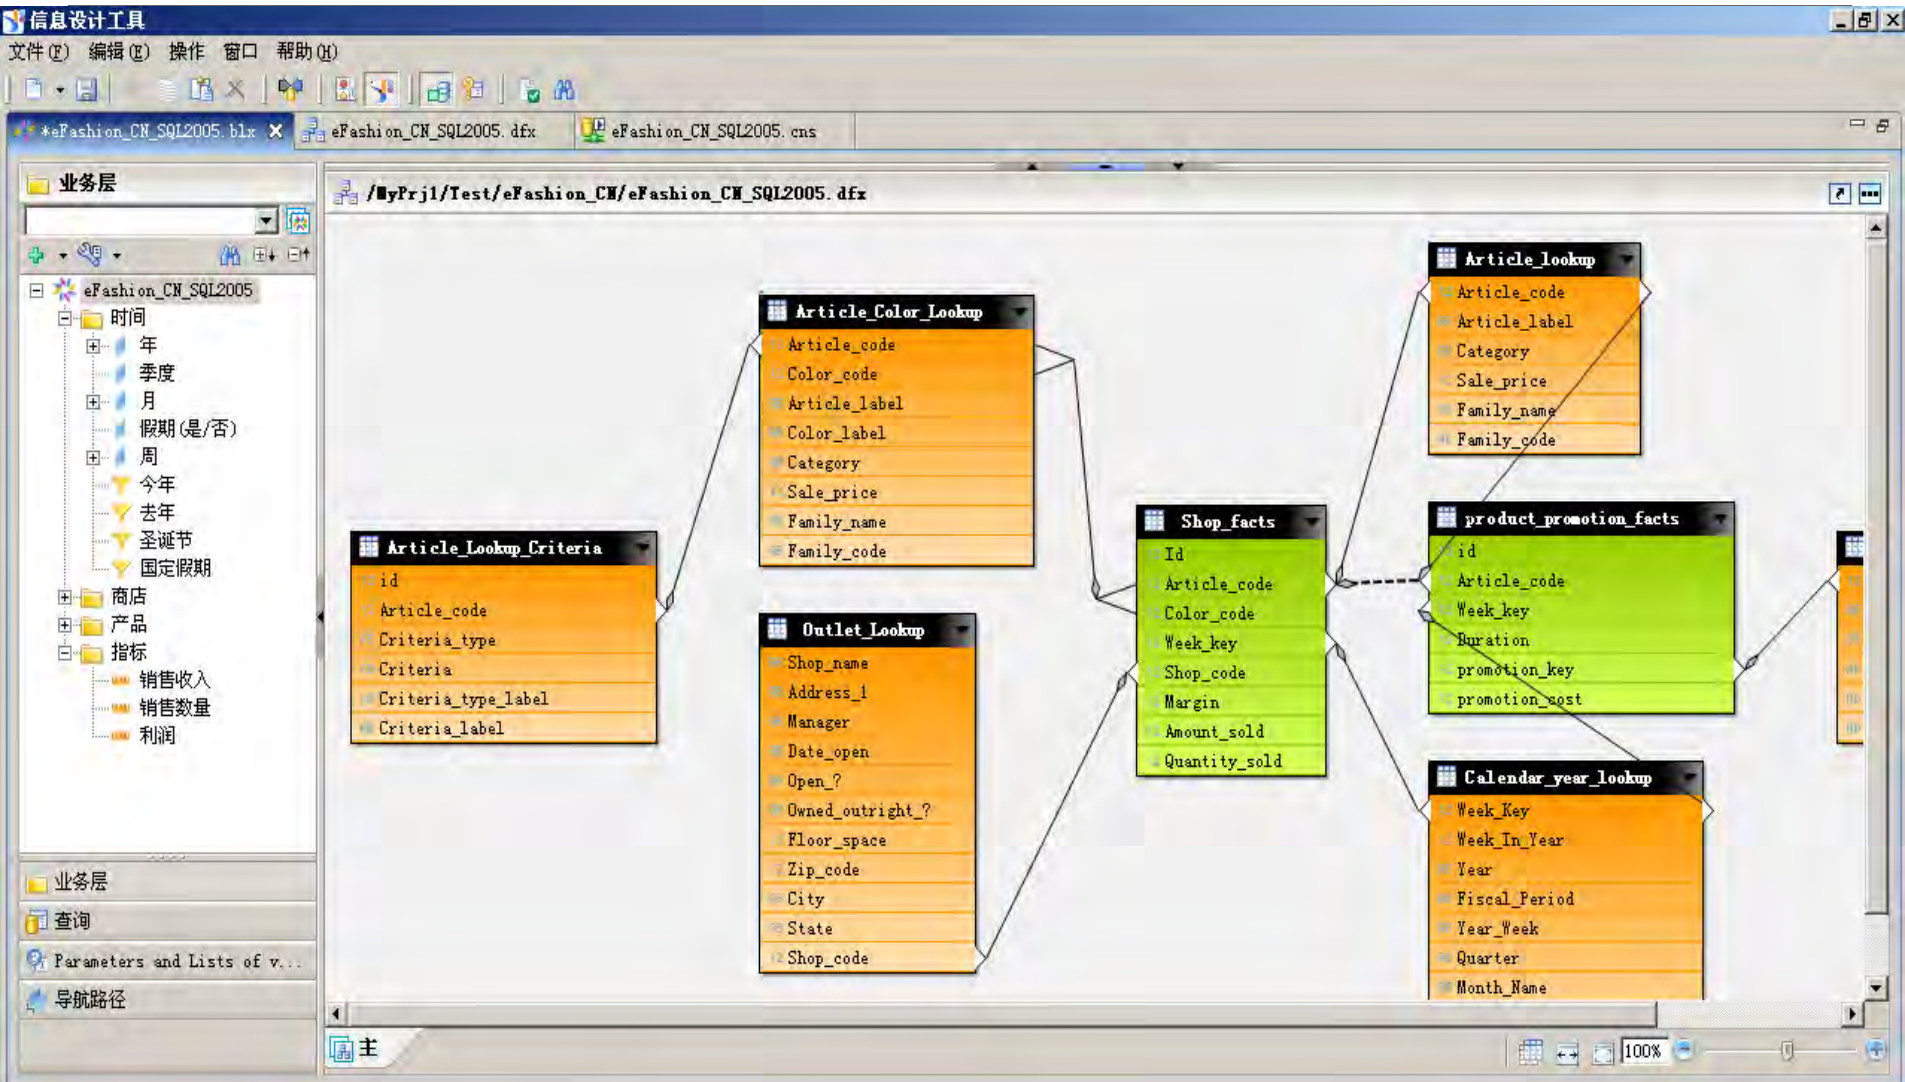 信息设计工具
文件(F) 编辑(E) 操作 窗口 帮助(H)
*eFashion_CN_SQL2005.blx eFashion_CN_SQL2005.dfx eFashion_CN_SQL2005.cns
业务层
eFashion_CN_SQL2005
时间
年
季度
月
假期(是/否)
周
今年
去年
圣诞节
国定假期
商店
产品
指标
销售收入
销售数量
利润
业务层
查询
Parameters and Lists of v...
导航路径
/MyPrj1/Test/eFashion_CN/eFashion_CN_SQL2005.dfx
Article_Lookup_Criteria
id
Article_code
Criteria_type
Criteria
Criteria_type_label
Criteria_label
Article_Color_Lookup
Article_code
Color_code
Article_label
Color_label
Category
Sale_price
Family_name
Family_code
Outlet_Lookup
Shop_name
Address_1
Manager
Date_open
Open_?
Owned_outright_?
Floor_space
Zip_code
City
State
Shop_code
Shop_facts
Id
Article_code
Color_code
Week_key
Shop_code
Margin
Amount_sold
Quantity_sold
Article_lookup
Article_code
Article_label
Category
Sale_price
Family_name
Family_code
product_promotion_facts
id
Article_code
Week_key
Duration
promotion_key
promotion_cost
Calendar_year_lookup
Week_Key
Week_In_Year
Year
Fiscal_Period
Year_Week
Quarter
Month_Name
主
100%